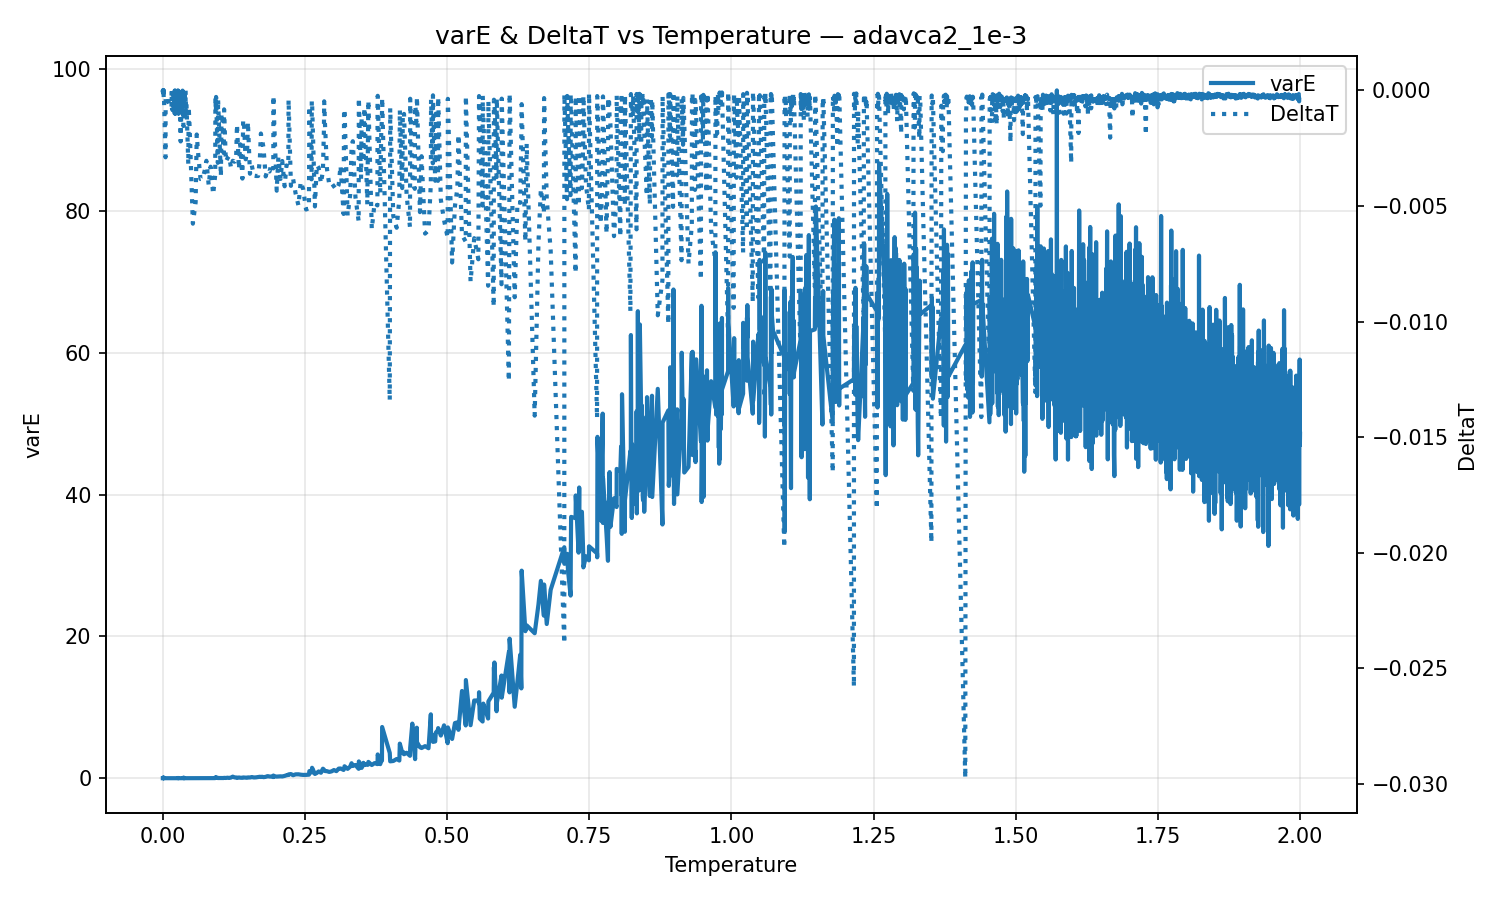 varE & DeltaT vs Temperature — adavca2_1e-3
varE
DeltaT
100
80
60
40
20
0
varE
0.000
−0.005
−0.010
−0.015
−0.020
−0.025
−0.030
DeltaT
0.00 0.25 0.50 0.75 1.00 1.25 1.50 1.75 2.00
Temperature